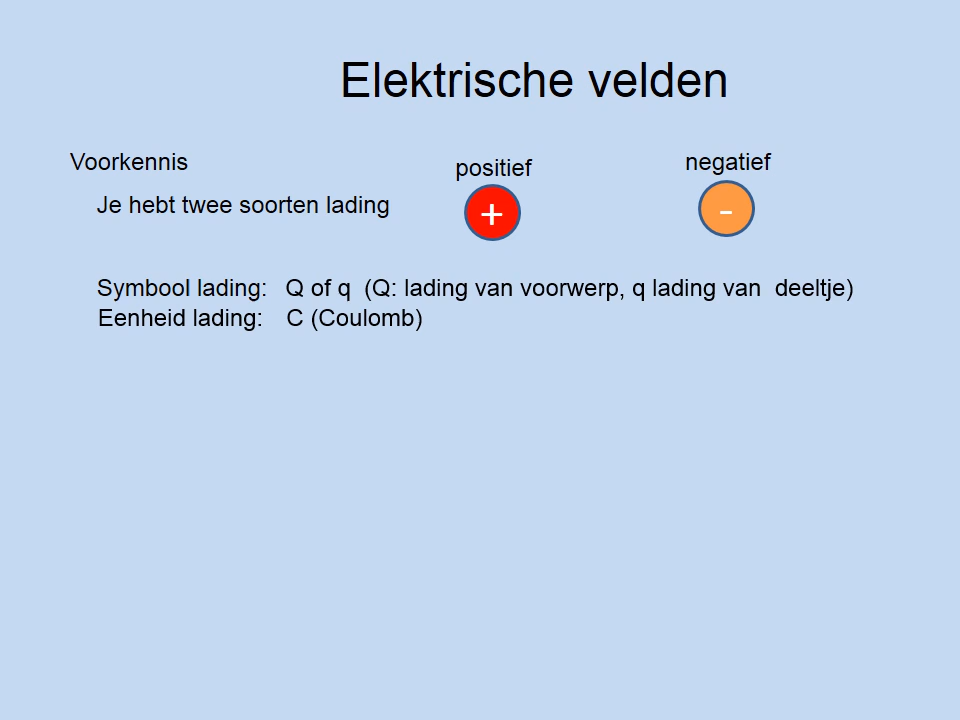 Elektrische velden
Voorkennis
positief
negatief
Je hebt twee soorten lading
+
-
Symbool lading: Q of q (Q: lading van voorwerp, q lading van deeltje)
Eenheid lading: C (Coulomb)